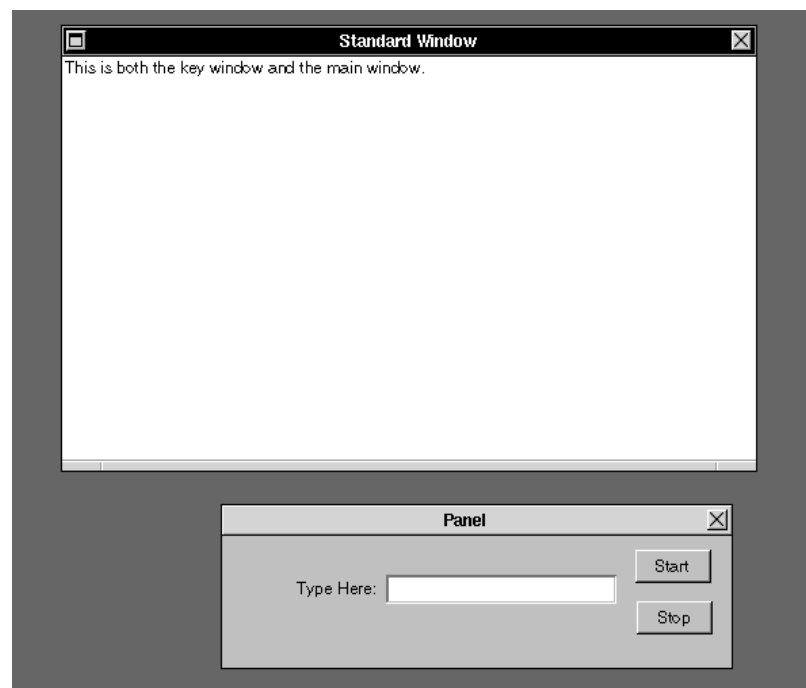 Standard Window
This is both the key window and the main window.
Panel
Start
Type Here:
Stop